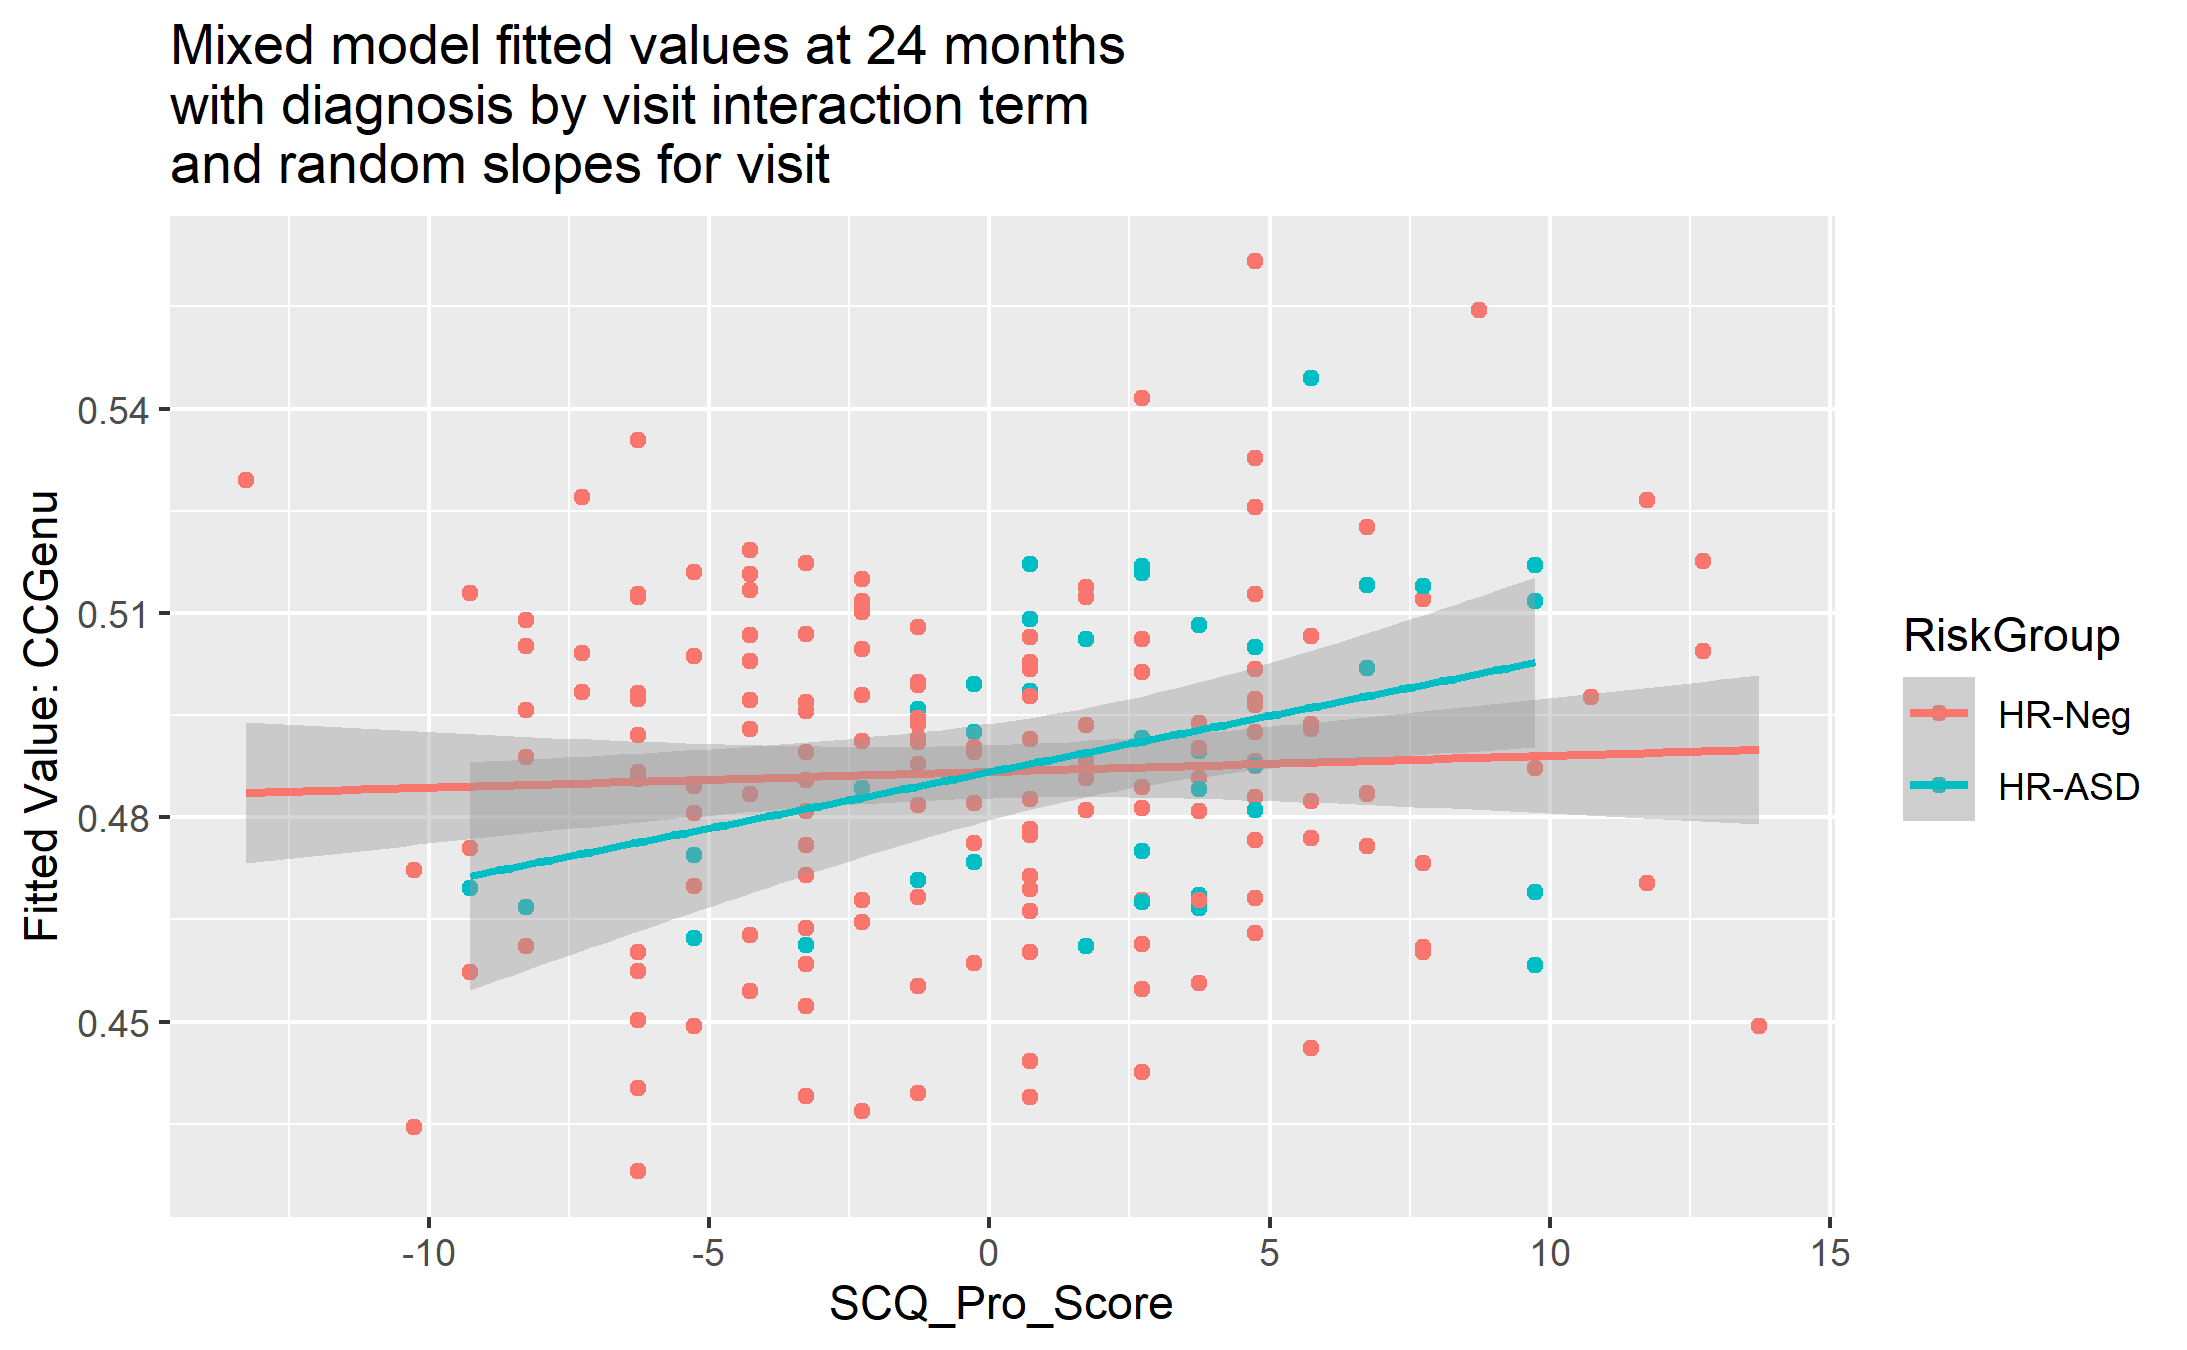 Mixed model fitted values at 24 months
with diagnosis by visit interaction term
and random slopes for visit
Fitted Value: CCGenu
0.54
0.51
0.48
0.45
-10
-5
0
5
10
15
SCQ_Pro_Score
RiskGroup
HR-Neg
HR-ASD